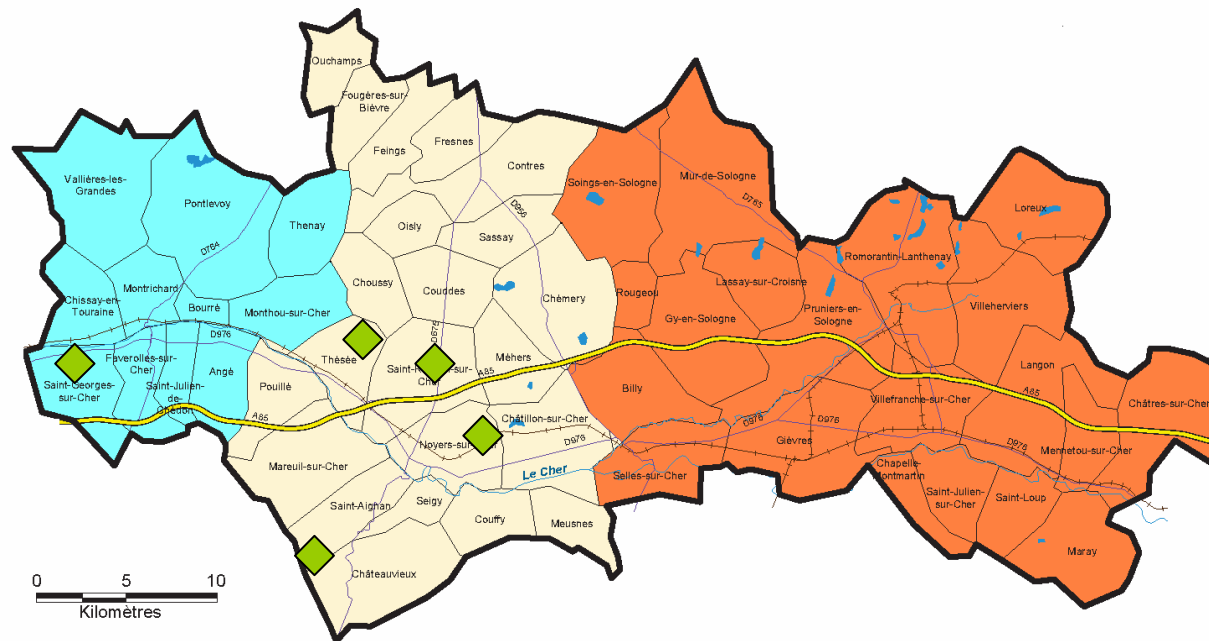 Ouchamps
Fougères-sur-
Bièvre
Fresnes
Feings
Contres
Vallières-les-
Grandes
Pontlevoy
Thenay
Soings-en-Sologne
Mur-de-Sologne
D765
D956
Loreux
Oisly
Sassay
D764
Romorantin-Lanthenay
Choussy
Couddes
Chémery
Rougeou
Lassay-sur-Croisne
Montrichard
Chissay-en-
Touraine
Bourré
Monthou-sur-Cher
Villeherviers
Pruniers-en-
Sologne
Gy-en-Sologne
D976
D675
Thésée
Méhers
A85
Faverolles-sur-
Cher
Angé
Pouillé
Saint-Georges-
sur-Cher
Saint-Julien-
de-
Chédon
A85
Billy
Langon
A85
Villefranche-sur-Cher
Châtres-sur-Cher
Châtillon-sur-Cher
D976
D976
D976
D976
Gièvres
Mennetou-sur-Cher
Mareuil-sur-Cher
Le Cher
Selles-sur-Cher
Chapelle-
Montmartin
Saint-Julien-
sur-Cher
Saint-Loup
Saint-Aignan
Seigy
Couffy
Meusnes
Maray
Châteauvieux
0 5 10
Kilomètres